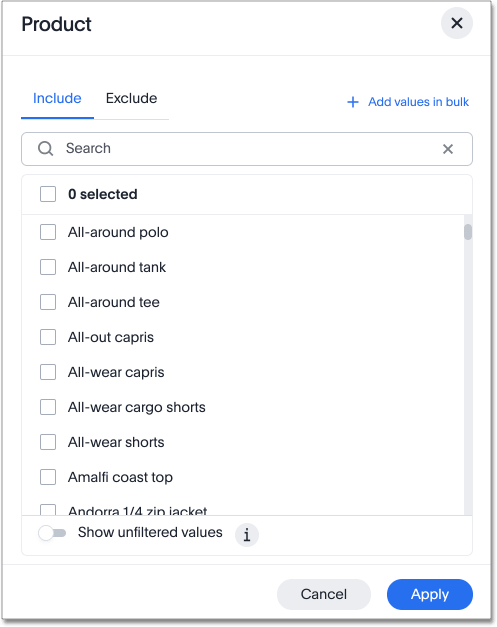 Product
Include Exclude
Add values in bulk
Search
0 selected
All-around polo
All-around tank
All-around tee
All-out capris
All-wear capris
All-wear cargo shorts
All-wear shorts
Amalfi coast top
Andorra 1/4 zip jacket
Show unfiltered values i
Cancel Apply